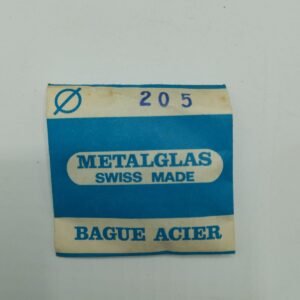 Ø 205
METALGLAS
SWISS MADE
BAGUE ACIER